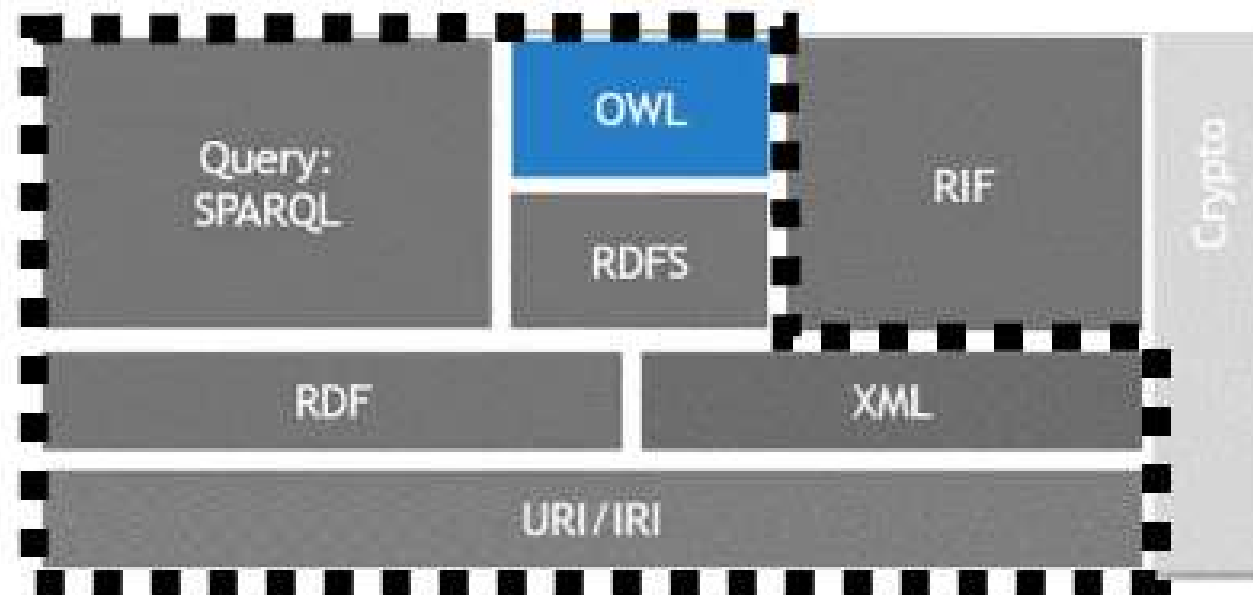 Query:
SPARQL
OWL
RDFS
RIF
Crypto
RDF
XML
URI/IRI